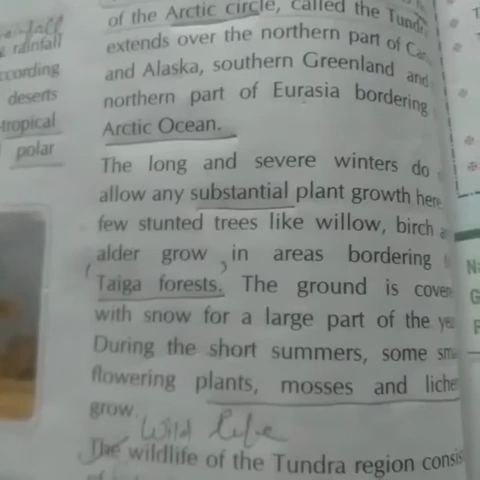 rainfall
rainfall
ccording
deserts
tropical
polar
of the Arctic circle, called the Tundr
extends over the northern part of Can
and Alaska, southern Greenland and
northern part of Eurasia bordering
Arctic Ocean.
The long and severe winters do
allow any substantial plant growth here
few stunted trees like willow, birch a
alder grow in areas bordering
Taiga forests. The ground is cover
with snow for a large part of the ye
During the short summers, some sma
flowering plants, mosses and liche
grow.
Wild life
The wildlife of the Tundra region consis